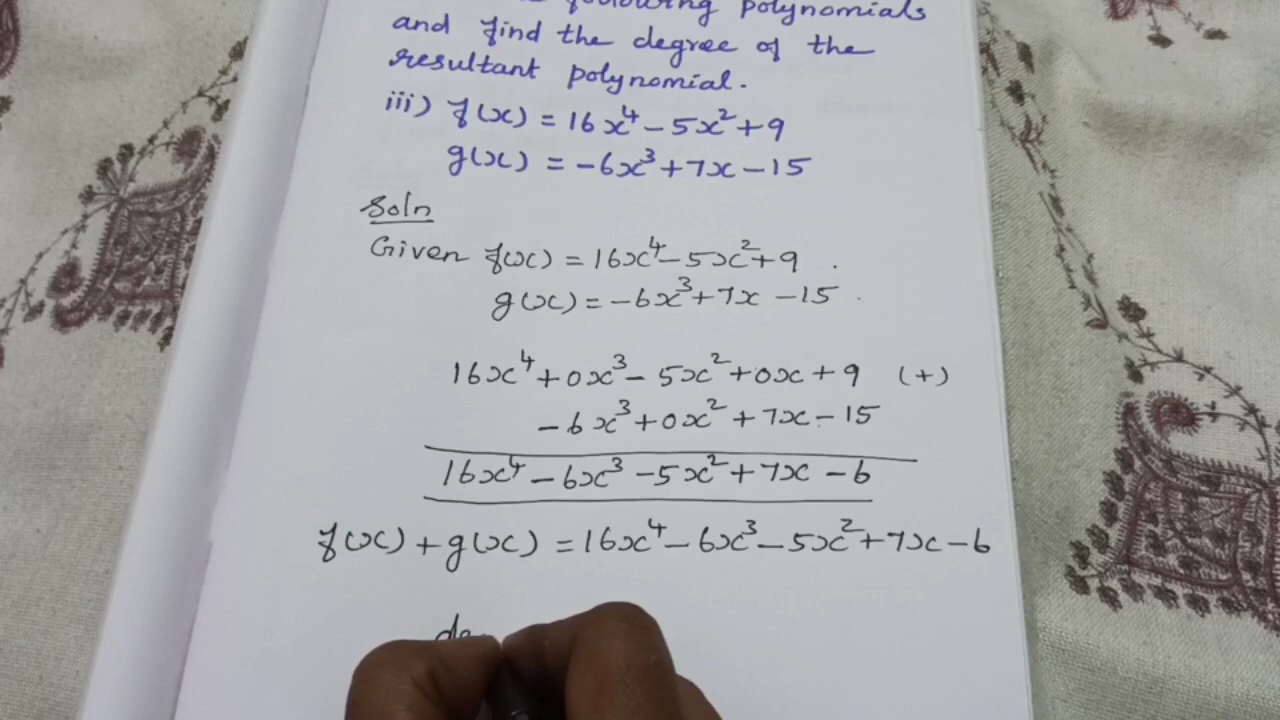 following polynomials
and find the degree of the
resultant polynomial.
iii) f(x) = 16x⁴ - 5x² + 9
g(x) = -6x³ + 7x - 15
Soln
Given f(x) = 16x⁴ - 5x² + 9
g(x) = -6x³ + 7x - 15
16x⁴ + 0x³ - 5x² + 0x + 9 (+)
- 6x³ + 0x² + 7x - 15
16x⁴ - 6x³ - 5x² + 7x - 6
f(x) + g(x) = 16x⁴ - 6x³ - 5x² + 7x - 6